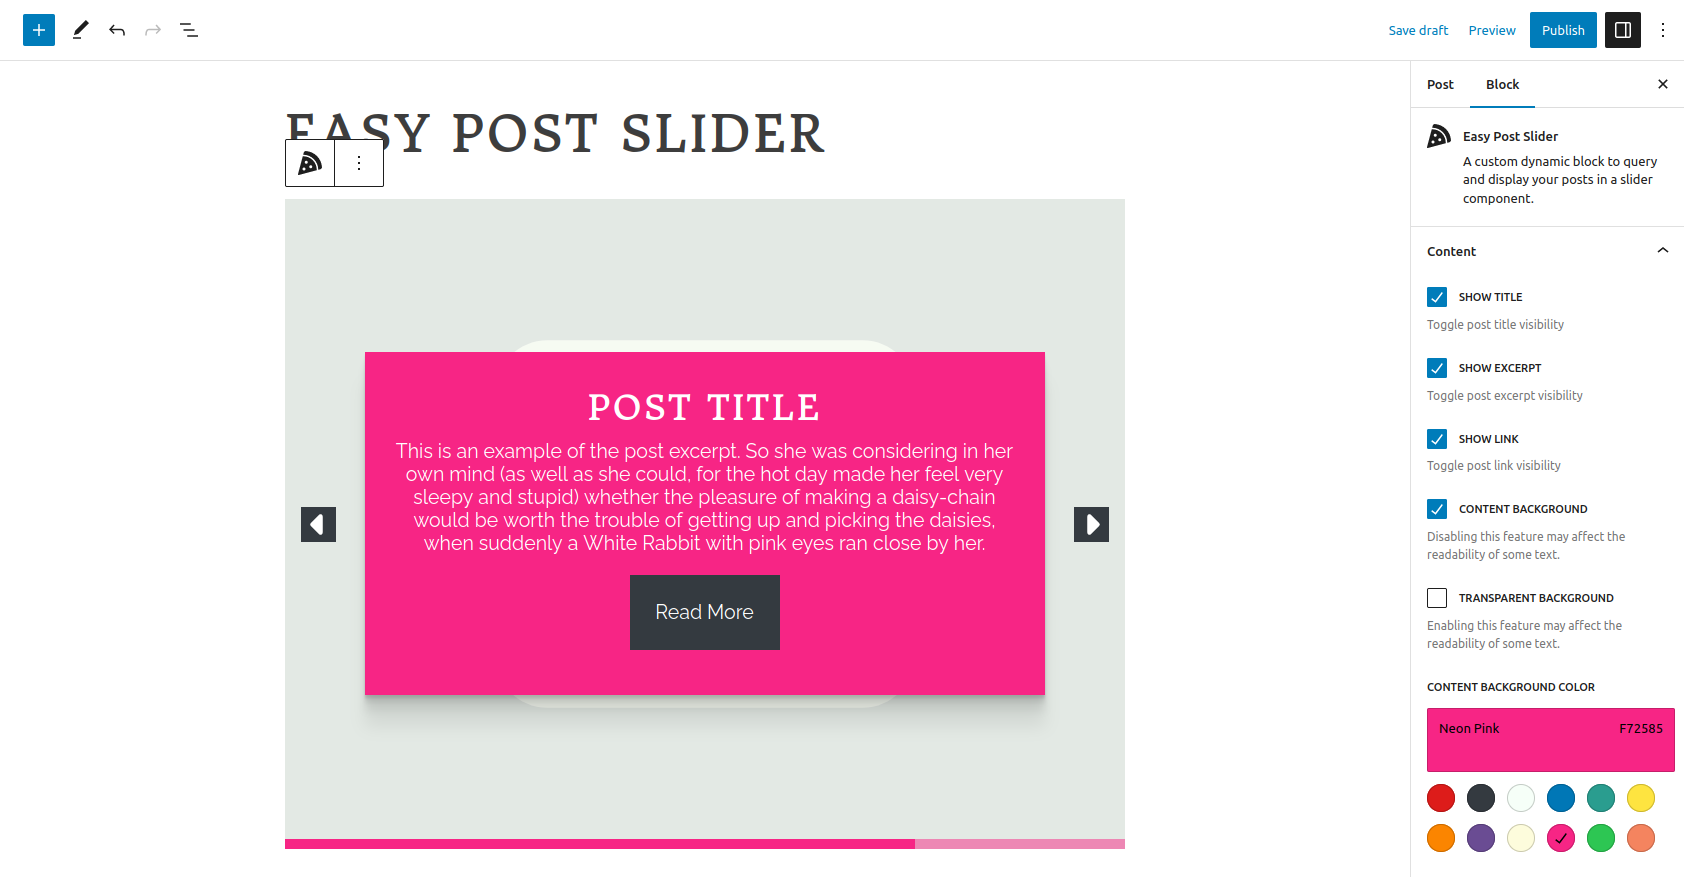 Save draft
Preview
Publish
EASY POST SLIDER
POST TITLE
This is an example of the post excerpt. So she was considering in her
own mind (as well as she could, for the hot day made her feel very
sleepy and stupid) whether the pleasure of making a daisy-chain
would be worth the trouble of getting up and picking the daisies,
when suddenly a White Rabbit with pink eyes ran close by her.
Read More
Post
Block
Easy Post Slider
A custom dynamic block to query
and display your posts in a slider
component.
Content
SHOW TITLE
Toggle post title visibility
SHOW EXCERPT
Toggle post excerpt visibility
SHOW LINK
Toggle post link visibility
CONTENT BACKGROUND
Disabling this feature may affect the
readability of some text.
TRANSPARENT BACKGROUND
Enabling this feature may affect the
readability of some text.
CONTENT BACKGROUND COLOR
Neon Pink
F72585